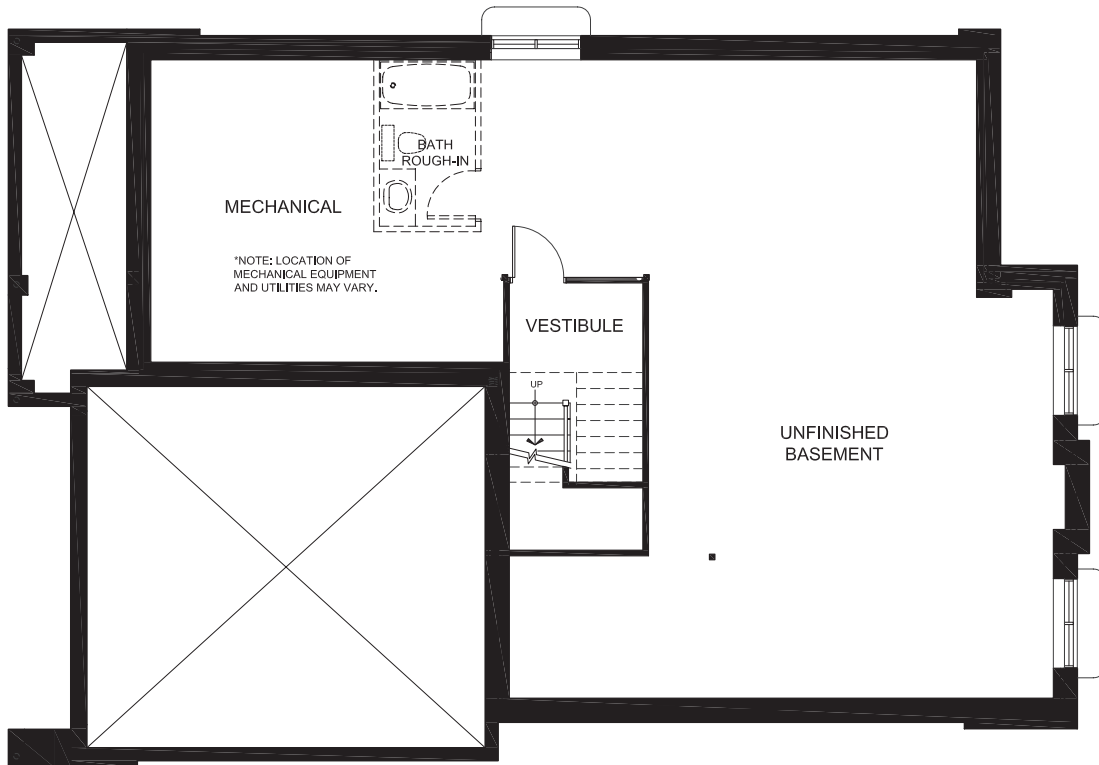 BATH
ROUGH-IN
MECHANICAL
*NOTE: LOCATION OF
MECHANICAL EQUIPMENT
AND UTILITIES MAY VARY.
VESTIBULE
UP
UNFINISHED
BASEMENT